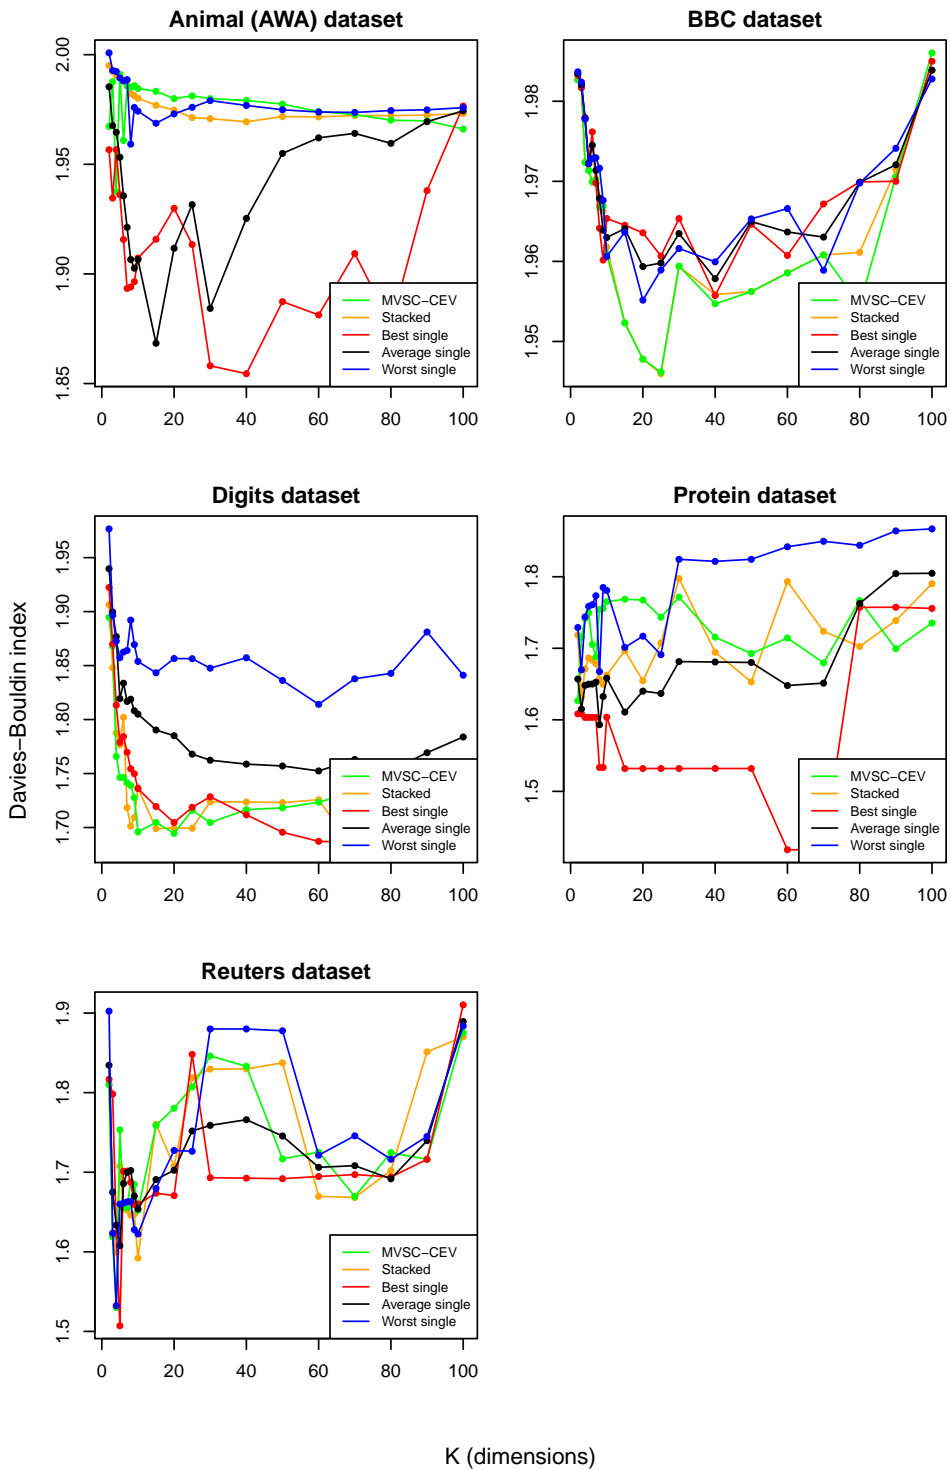 Animal (AWA) dataset
2.00
1.95
1.90
1.85
0 20 40 60 80 100
MVSC−CEV
Stacked
Best single
Average single
Worst single
BBC dataset
1.98
1.97
1.96
1.95
0 20 40 60 80 100
MVSC−CEV
Stacked
Best single
Average single
Worst single
Davies−Bouldin index
Digits dataset
1.95
1.90
1.85
1.80
1.75
1.70
0 20 40 60 80 100
MVSC−CEV
Stacked
Best single
Average single
Worst single
Protein dataset
1.8
1.7
1.6
1.5
0 20 40 60 80 100
MVSC−CEV
Stacked
Best single
Average single
Worst single
Reuters dataset
1.9
1.8
1.7
1.6
1.5
0 20 40 60 80 100
MVSC−CEV
Stacked
Best single
Average single
Worst single
K (dimensions)